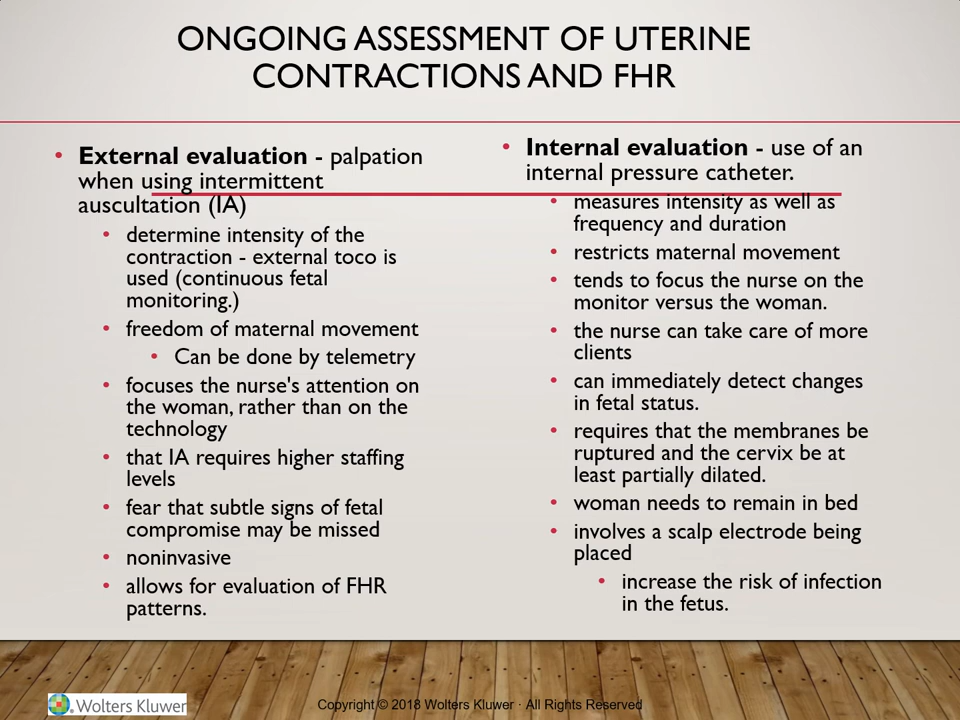 ONGOING ASSESSMENT OF UTERINE
CONTRACTIONS AND FHR
• External evaluation - palpation
when using intermittent
auscultation (IA)
• determine intensity of the
contraction - external toco is
used (continuous fetal
monitoring.)
• freedom of maternal movement
• Can be done by telemetry
• focuses the nurse's attention on
the woman, rather than on the
technology
• that IA requires higher staffing
levels
• fear that subtle signs of fetal
compromise may be missed
• noninvasive
• allows for evaluation of FHR
patterns.
• Internal evaluation - use of an
internal pressure catheter.
• measures intensity as well as
frequency and duration
• restricts maternal movement
• tends to focus the nurse on the
monitor versus the woman.
• the nurse can take care of more
clients
• can immediately detect changes
in fetal status.
• requires that the membranes be
ruptured and the cervix be at
least partially dilated.
• woman needs to remain in bed
• involves a scalp electrode being
placed
• increase the risk of infection
in the fetus.
Wolters Kluwer
Copyright © 2018 Wolters Kluwer · All Rights Reserved